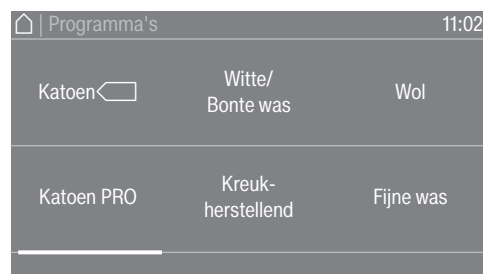 Programma's
11:02
Katoen
Witte/
Bonte was
Wol
Katoen PRO
Kreuk-
herstellend
Fijne was